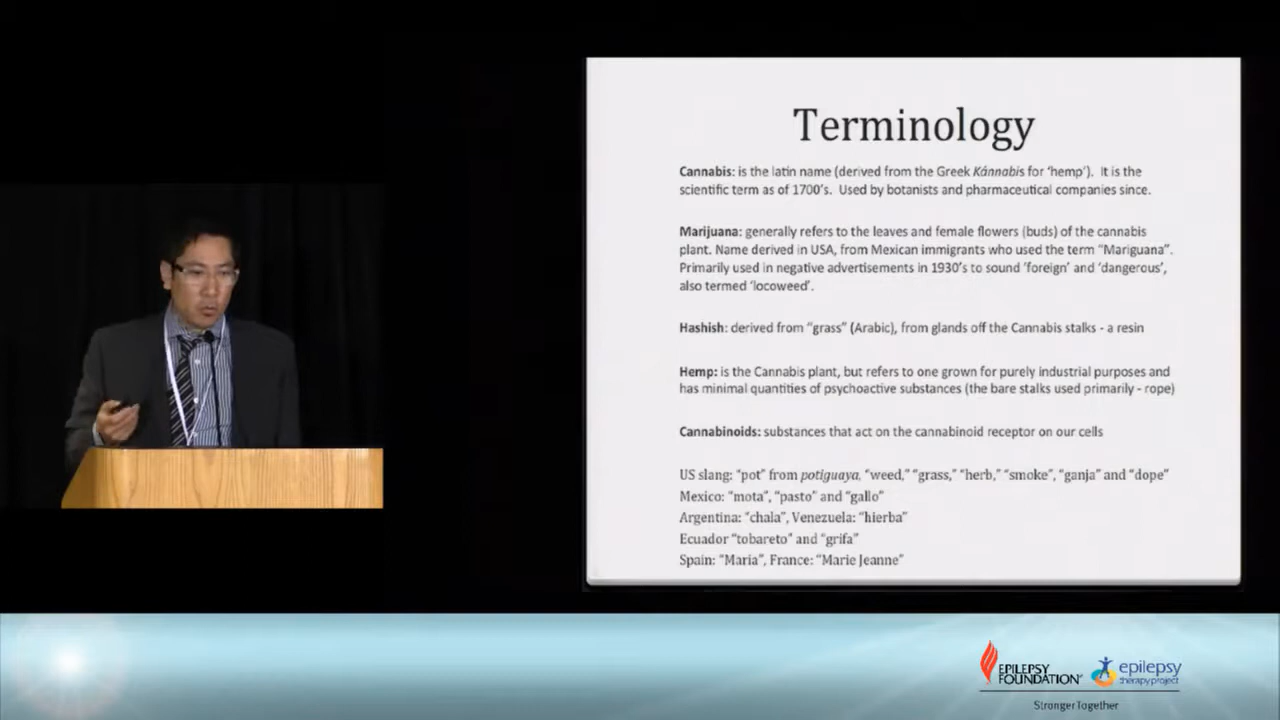 Terminology
Cannabis: is the latin name (derived from the Greek Kánnabis for ‘hemp’). It is the
scientific term as of 1700’s. Used by botanists and pharmaceutical companies since.
Marijuana: generally refers to the leaves and female flowers (buds) of the cannabis
plant. Name derived in USA, from Mexican immigrants who used the term “Mariguana”.
Primarily used in negative advertisements in 1930’s to sound ‘foreign’ and ‘dangerous’,
also termed ‘locoweed’.
Hashish: derived from “grass” (Arabic), from glands off the Cannabis stalks - a resin
Hemp: is the Cannabis plant, but refers to one grown for purely industrial purposes and
has minimal quantities of psychoactive substances (the bare stalks used primarily - rope)
Cannabinoids: substances that act on the cannabinoid receptor on our cells
US slang: “pot” from potiguaya, “weed,” “grass,” “herb,” “smoke”, “ganja” and “dope”
Mexico: “mota”, “pasto” and “gallo”
Argentina: “chala”, Venezuela: “hierba”
Ecuador “tobareto” and “grifa”
Spain: “Maria”, France: “Marie Jeanne”
EPILEPSY
FOUNDATION
epilepsy
therapy project
Stronger Together